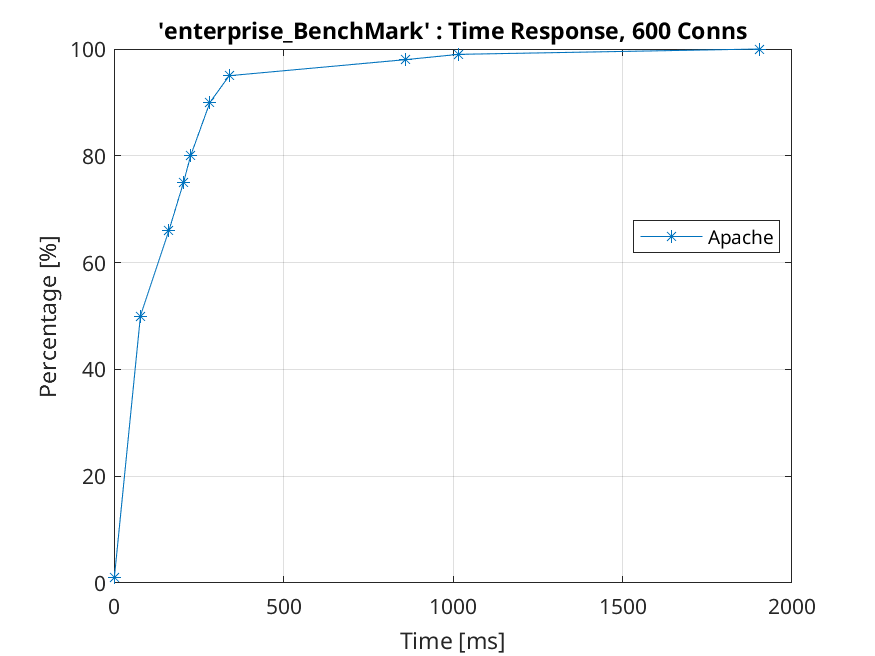 'enterprise_BenchMark' : Time Response, 600 Conns
100
80
60
40
20
0
Percentage [%]
Apache
0 500 1000 1500 2000
Time [ms]